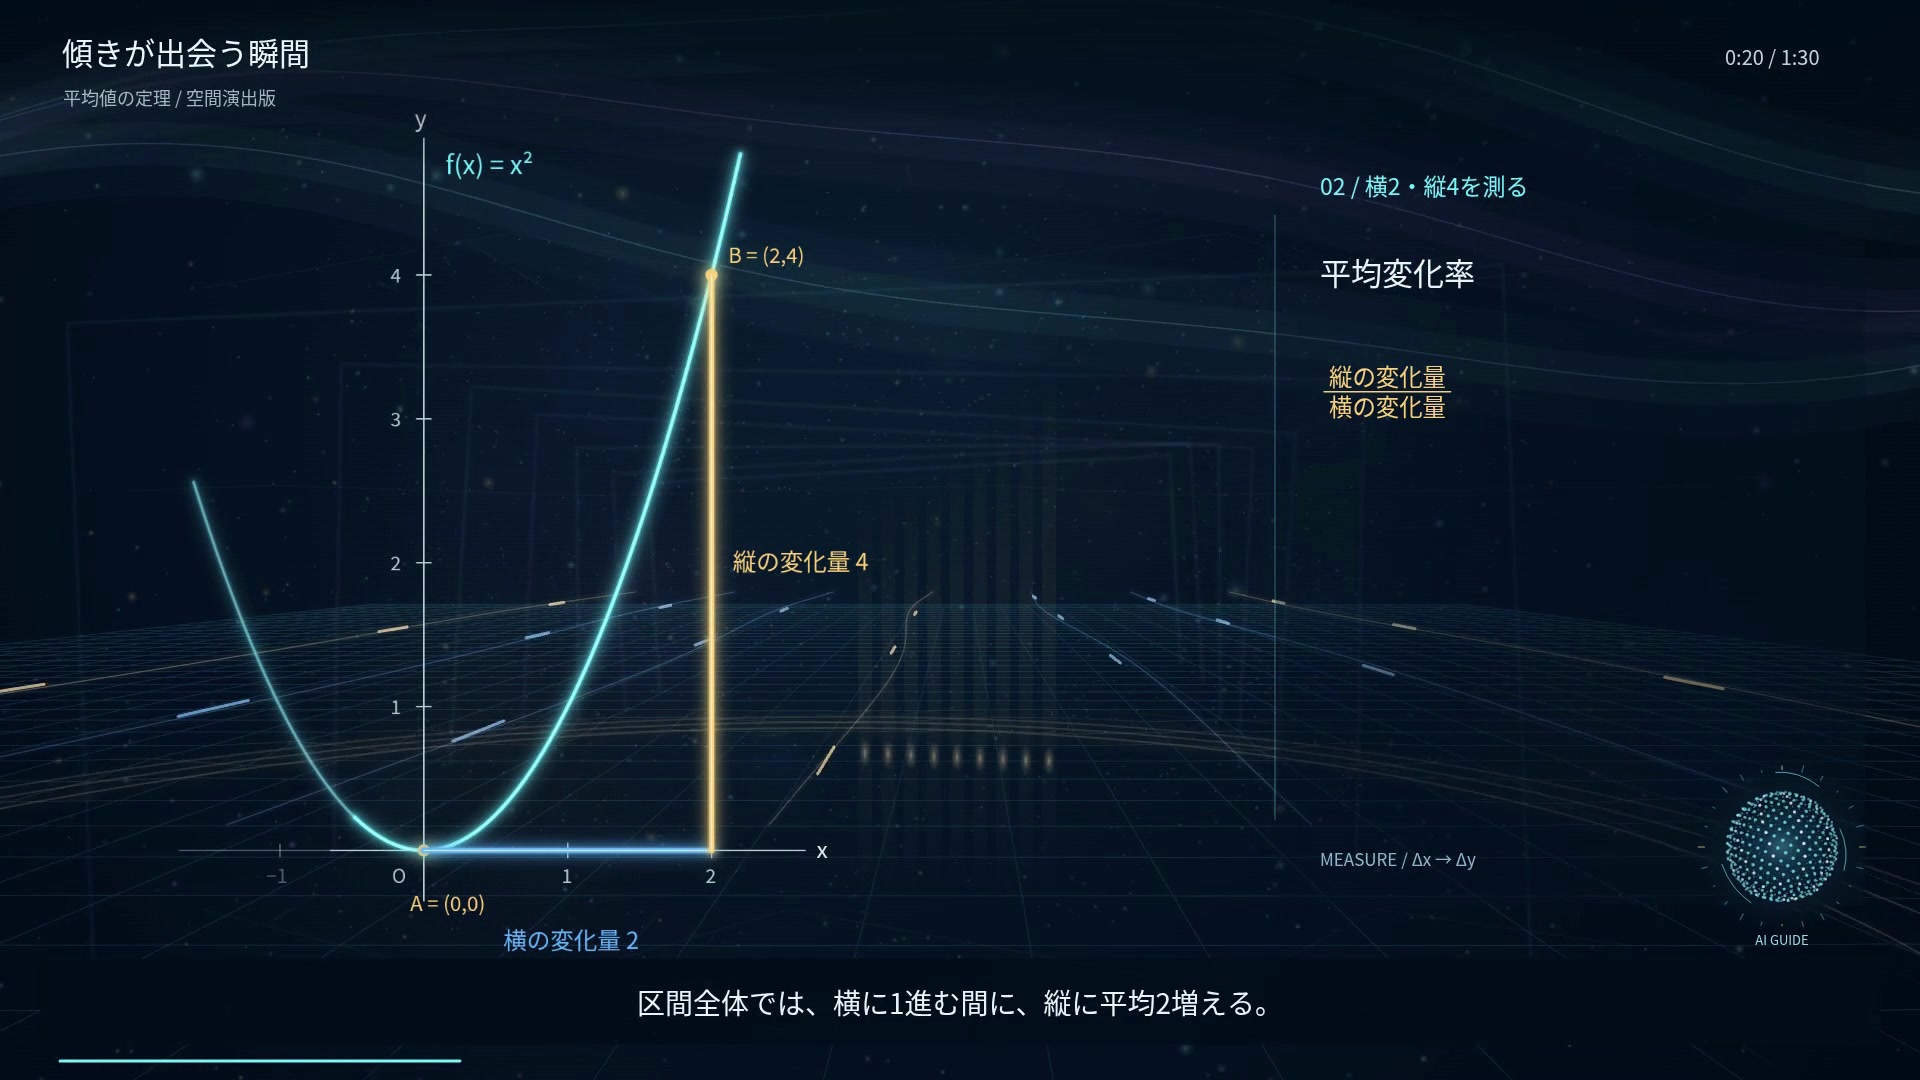 傾きが出会う瞬間
平均値の定理 / 空間演出版
0:20 / 1:30
y
f(x) = x²
B = (2,4)
4
3
2
1
縦の変化量 4
−1
O
1
2
x
A = (0,0)
横の変化量 2
02 / 横2・縦4を測る
平均変化率
縦の変化量
横の変化量
MEASURE / Δx → Δy
AI GUIDE
区間全体では、横に1進む間に、縦に平均2増える。